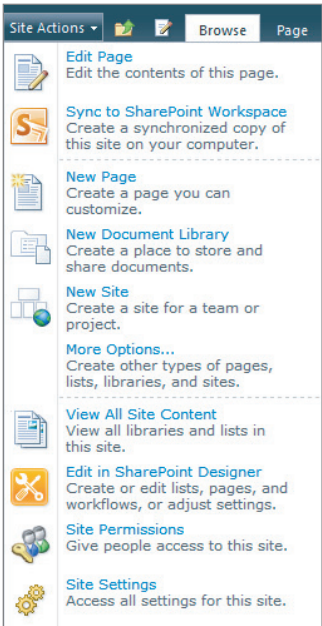 Site Actions Browse Page
Edit Page
Edit the contents of this page.
Sync to SharePoint Workspace
Create a synchronized copy of
this site on your computer.
New Page
Create a page you can
customize.
New Document Library
Create a place to store and
share documents.
New Site
Create a site for a team or
project.
More Options...
Create other types of pages,
lists, libraries, and sites.
View All Site Content
View all libraries and lists in
this site.
Edit in SharePoint Designer
Create or edit lists, pages, and
workflows, or adjust settings.
Site Permissions
Give people access to this site.
Site Settings
Access all settings for this site.